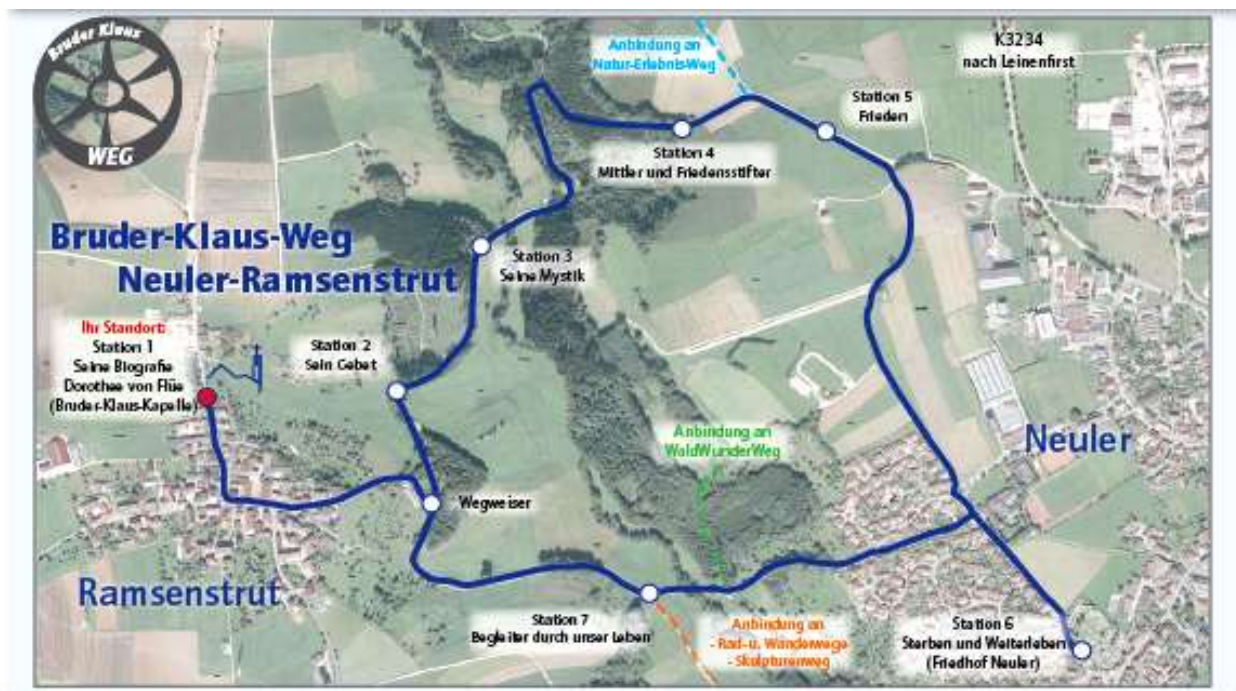 Bruder Klaus
WEG
Anbindung an
Natur-ErlebnisWeg
K3234
nach Leinenfirst
Station 5
Frieden
Station 4
Mittler und Friedensstifter
Bruder-Klaus-Weg
Neuler-Ramsenstrut
Station 3
Seine Mystik
Ihr Standort:
Station 1
Seine Biografie
Dorothee von Flüe
(Bruder-Klaus-Kapelle)
Station 2
Sein Gebet
Anbindung an
WaldWunderWeg
Neuler
Wegweiser
Ramsenstrut
Station 7
Begleiter durch unser Leben
Anbindung an
- Rad- u. Wanderwege
- Skulpturenweg
Station 6
Sterben und Weiterleben
(Friedhof Neuler)